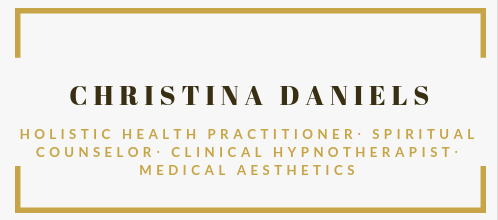 CHRISTINA DANIELS
HOLISTIC HEALTH PRACTITIONER· SPIRITUAL
COUNSELOR· CLINICAL HYPNOTHERAPIST·
MEDICAL AESTHETICS